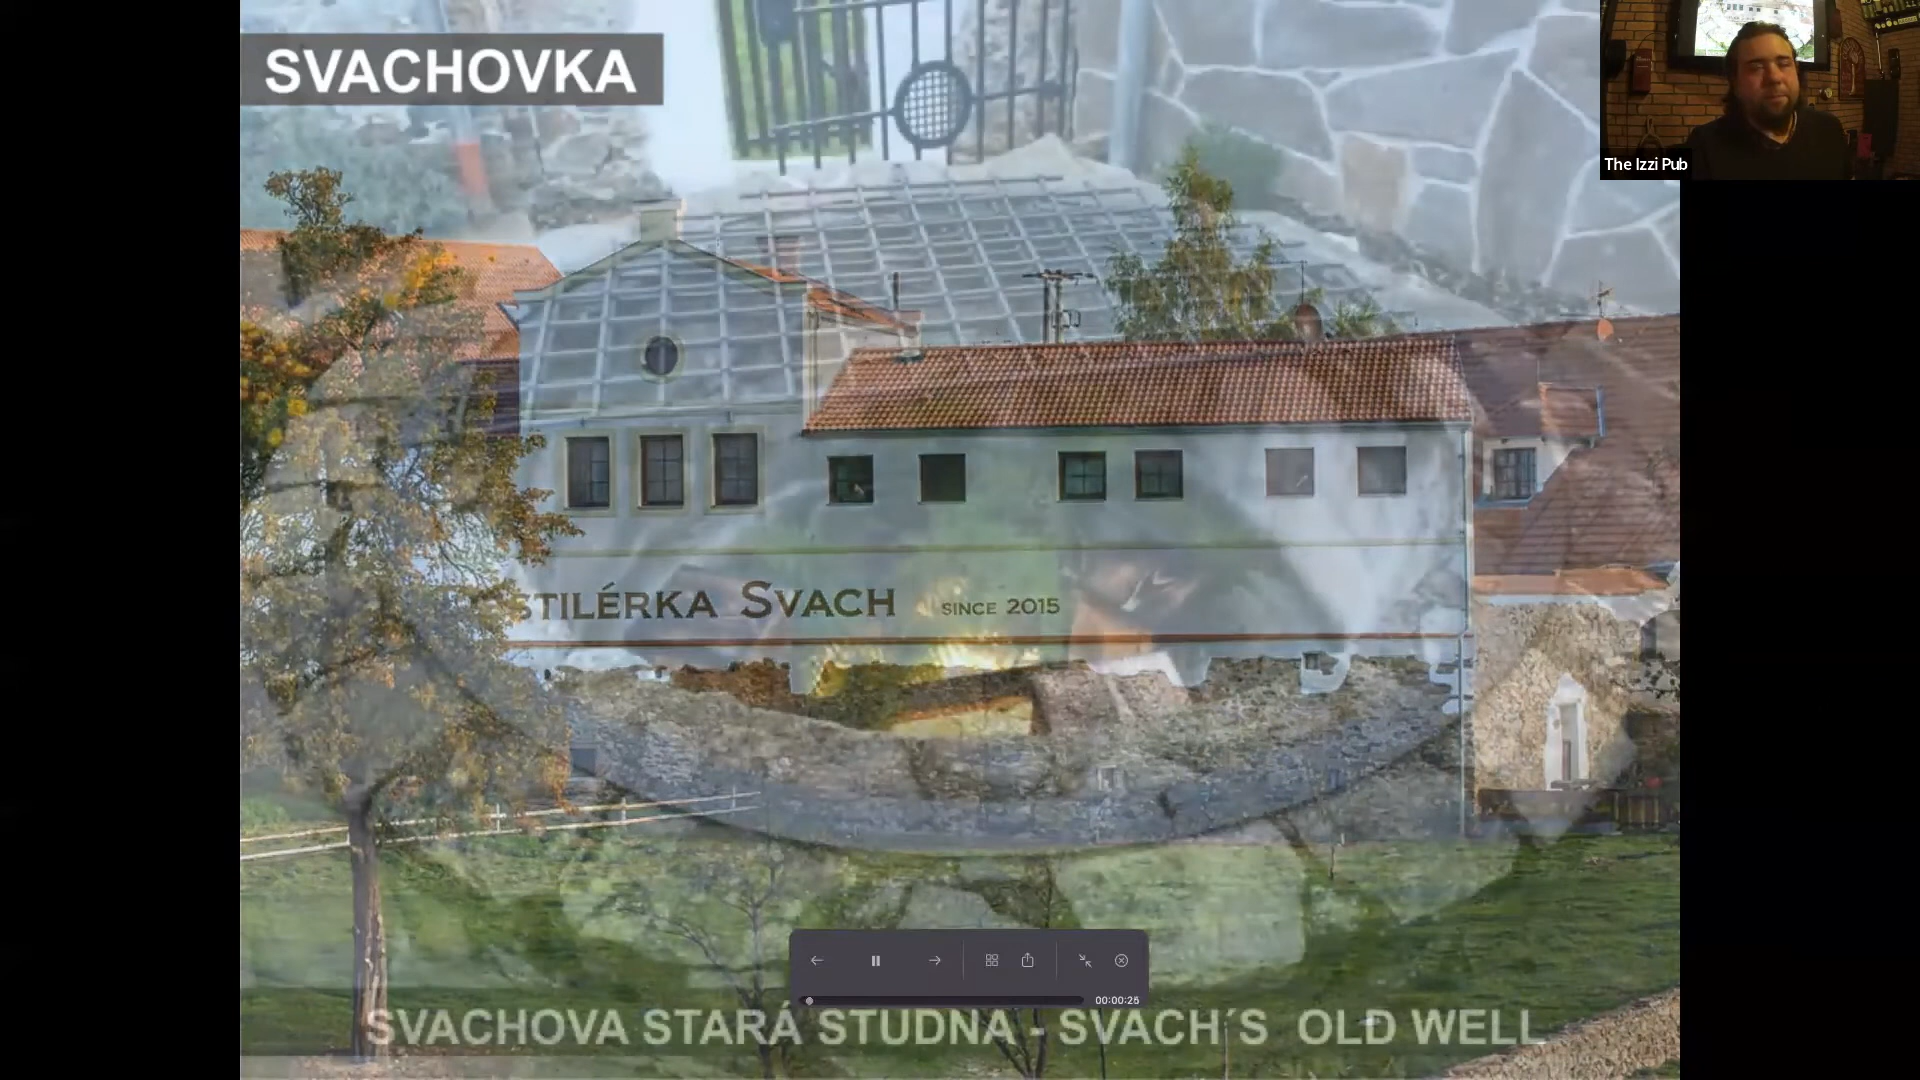 SVACHOVKA
The Izzi Pub
STILÉRKA SVACH SINCE 2015
00:00:25
SVACHOVA STARÁ STUDNA - SVACH´S OLD WELL